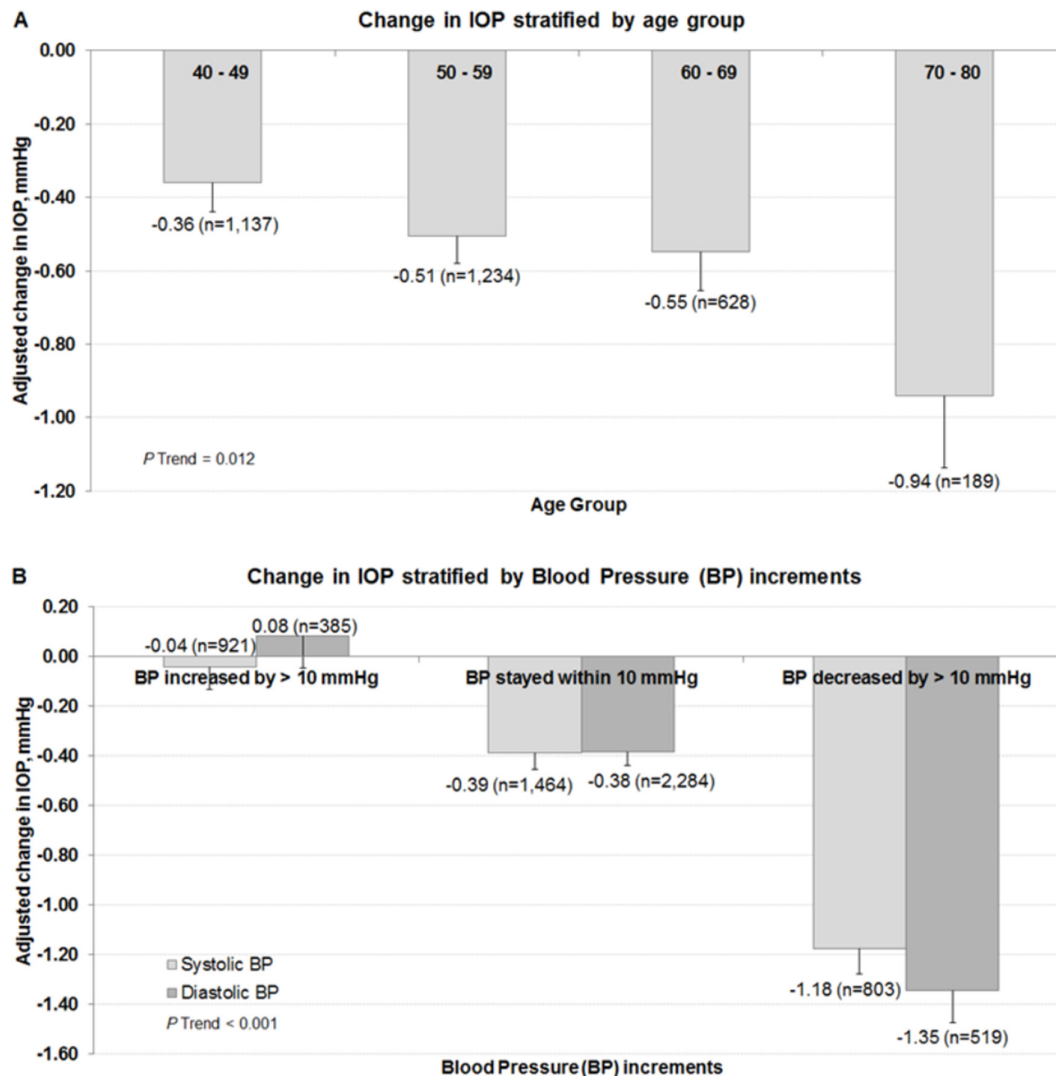 A
Change in IOP stratified by age group
0.00
-0.20
-0.40
-0.60
-0.80
-1.00
-1.20
Adjusted change in IOP, mmHg
40 - 49
50 - 59
60 - 69
70 - 80
-0.36 (n=1,137)
-0.51 (n=1,234)
-0.55 (n=628)
-0.94 (n=189)
P Trend = 0.012
Age Group
B
Change in IOP stratified by Blood Pressure (BP) increments
0.20
0.00
-0.20
-0.40
-0.60
-0.80
-1.00
-1.20
-1.40
-1.60
Adjusted change in IOP, mmHg
-0.04 (n=921)
0.08 (n=385)
BP increased by > 10 mmHg
BP stayed within 10 mmHg
BP decreased by > 10 mmHg
-0.39 (n=1,464)
-0.38 (n=2,284)
-1.18 (n=803)
-1.35 (n=519)
Systolic BP
Diastolic BP
P Trend < 0.001
Blood Pressure (BP) increments